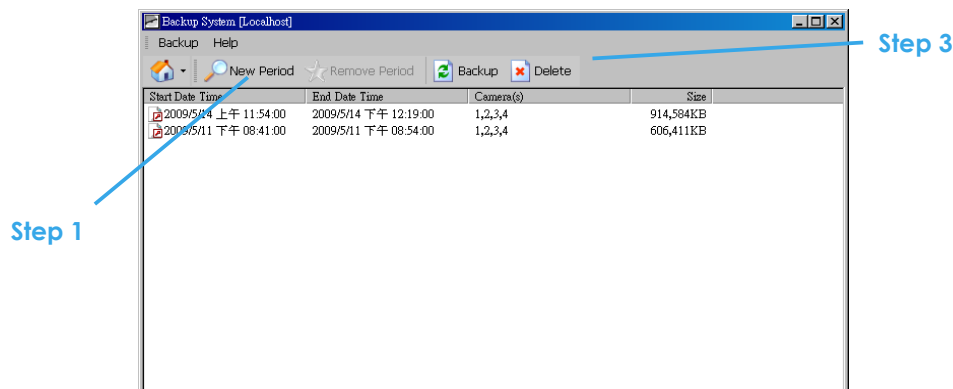 Backup System [Localhost]
Backup Help
New Period Remove Period Backup Delete
Step 3
Start Date Time End Date Time Camera(s) Size
2009/5/14 上午 11:54:00 2009/5/14 下午 12:19:00 1,2,3,4 914,584KB
2009/5/11 下午 08:41:00 2009/5/11 下午 08:54:00 1,2,3,4 606,411KB
Step 1